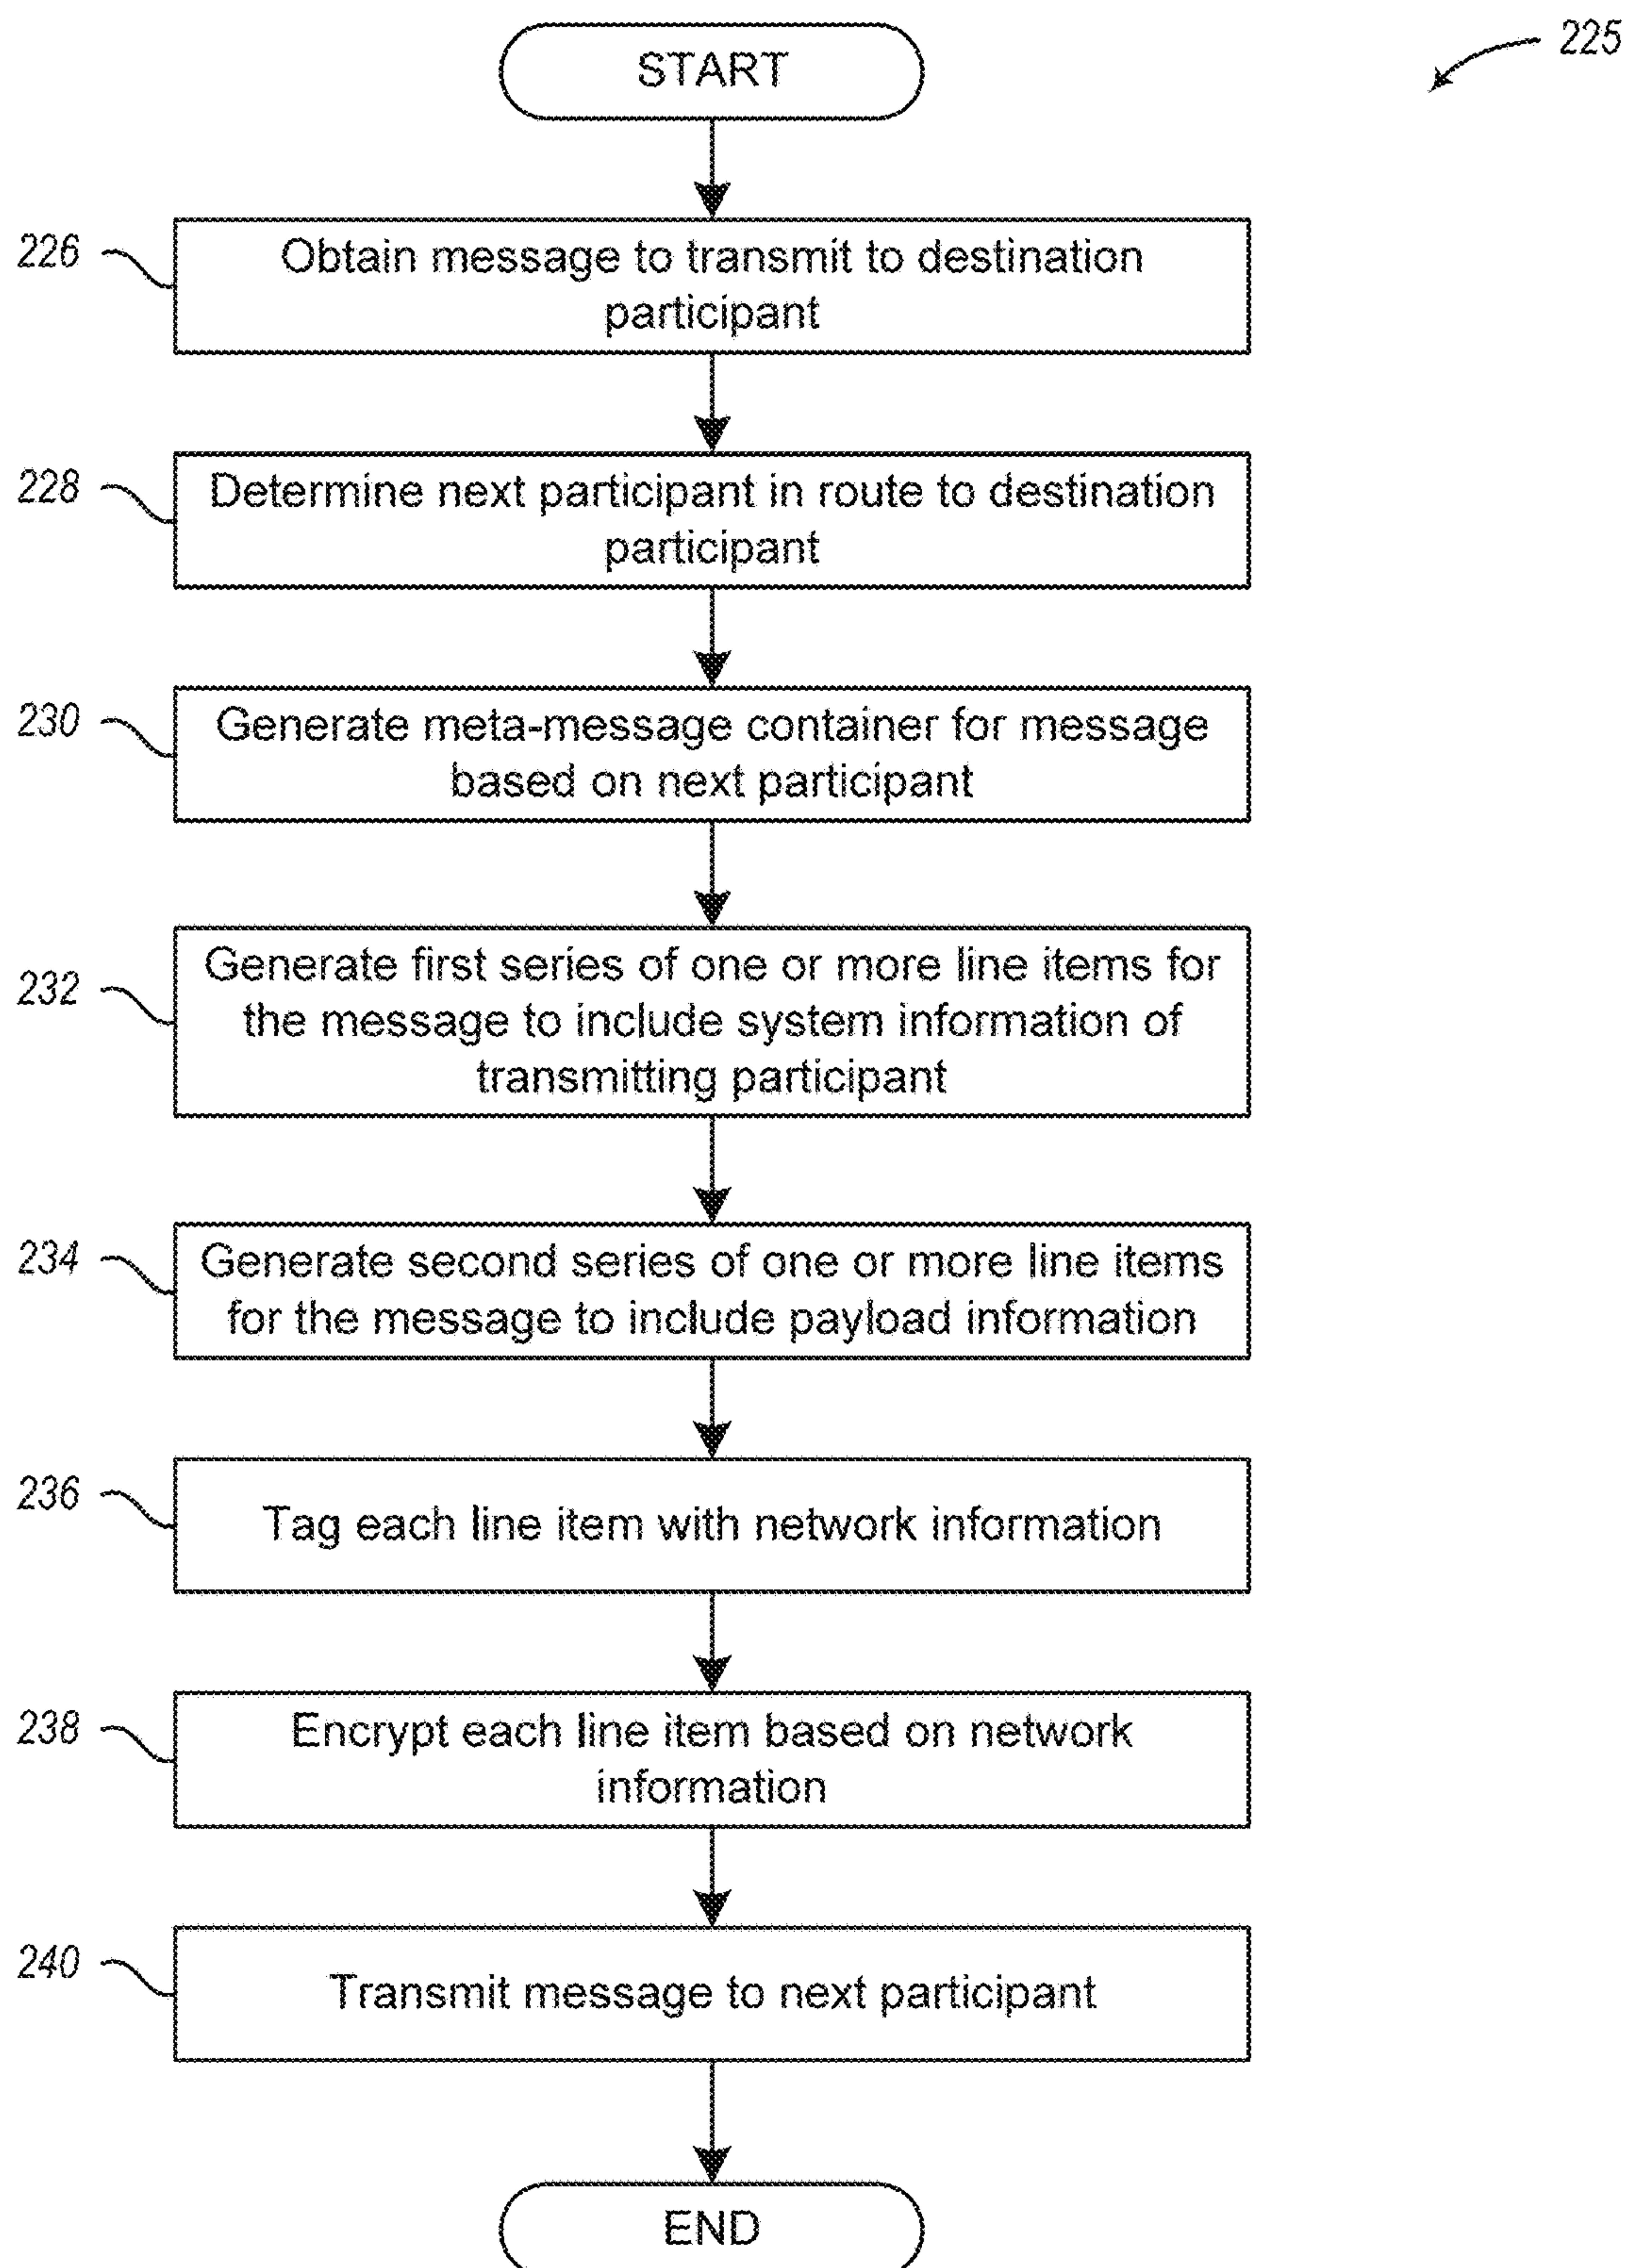 225
START
226
Obtain message to transmit to destination
participant
228
Determine next participant in route to destination
participant
230
Generate meta-message container for message
based on next participant
232
Generate first series of one or more line items for
the message to include system information of
transmitting participant
234
Generate second series of one or more line items
for the message to include payload information
236
Tag each line item with network information
238
Encrypt each line item based on network
information
240
Transmit message to next participant
END